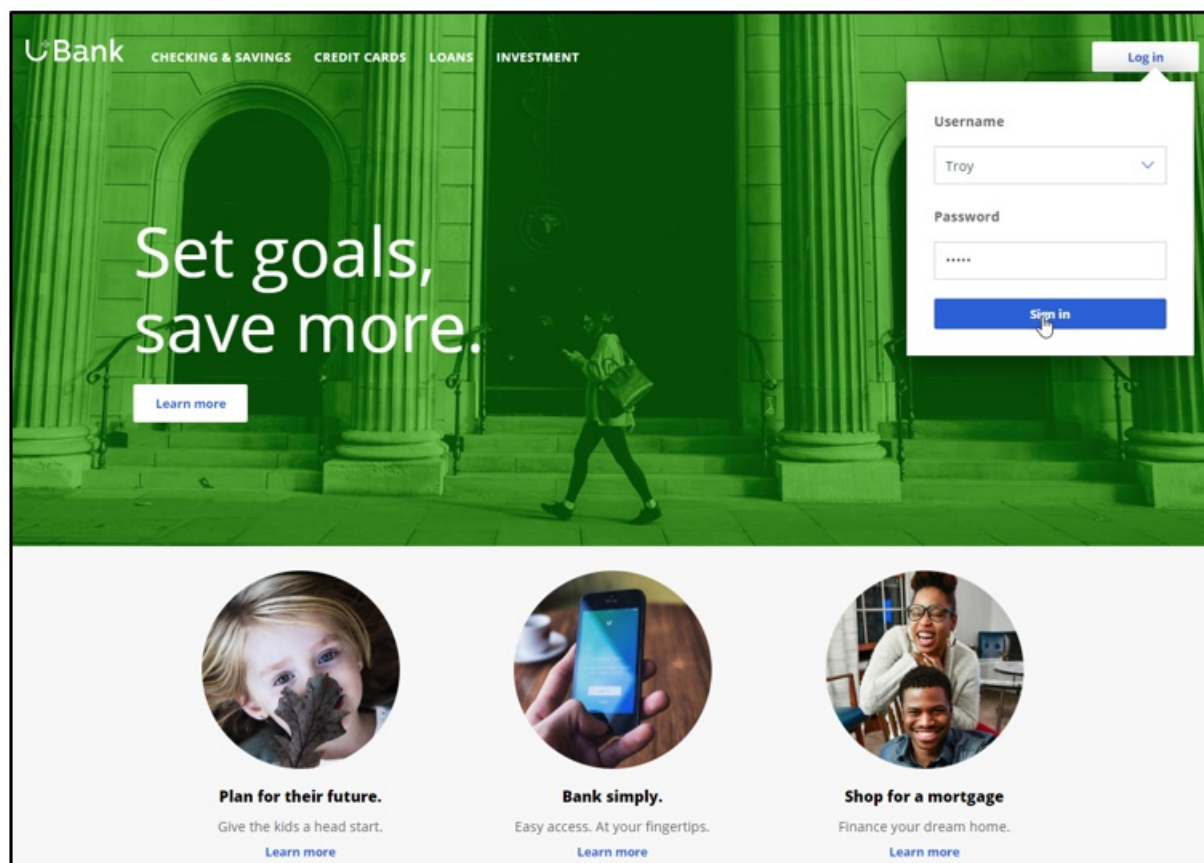 UBank
CHECKING & SAVINGS CREDIT CARDS LOANS INVESTMENT
Log in
Username
Troy
Password
•••••
Sign in
Set goals,
save more.
Learn more
Plan for their future.
Give the kids a head start.
Learn more
Bank simply.
Easy access. At your fingertips.
Learn more
Shop for a mortgage
Finance your dream home.
Learn more